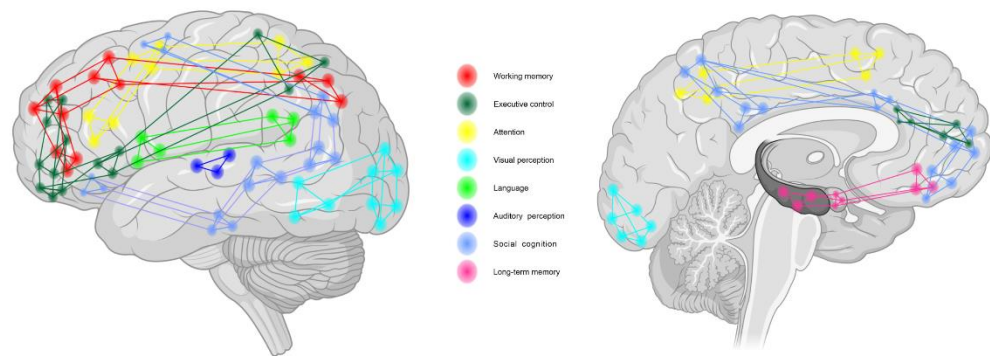 Working memory
Executive control
Attention
Visual perception
Language
Auditory perception
Social cognition
Long-term memory